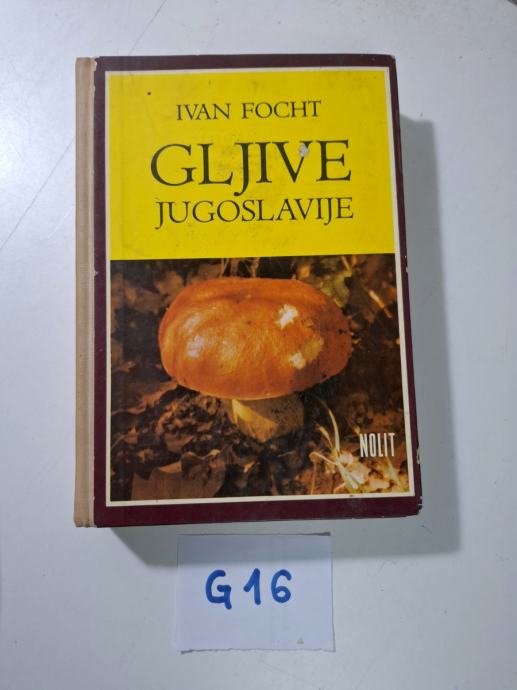 IVAN FOCHT
GLJIVE
JUGOSLAVIJE
NOLIT
G16